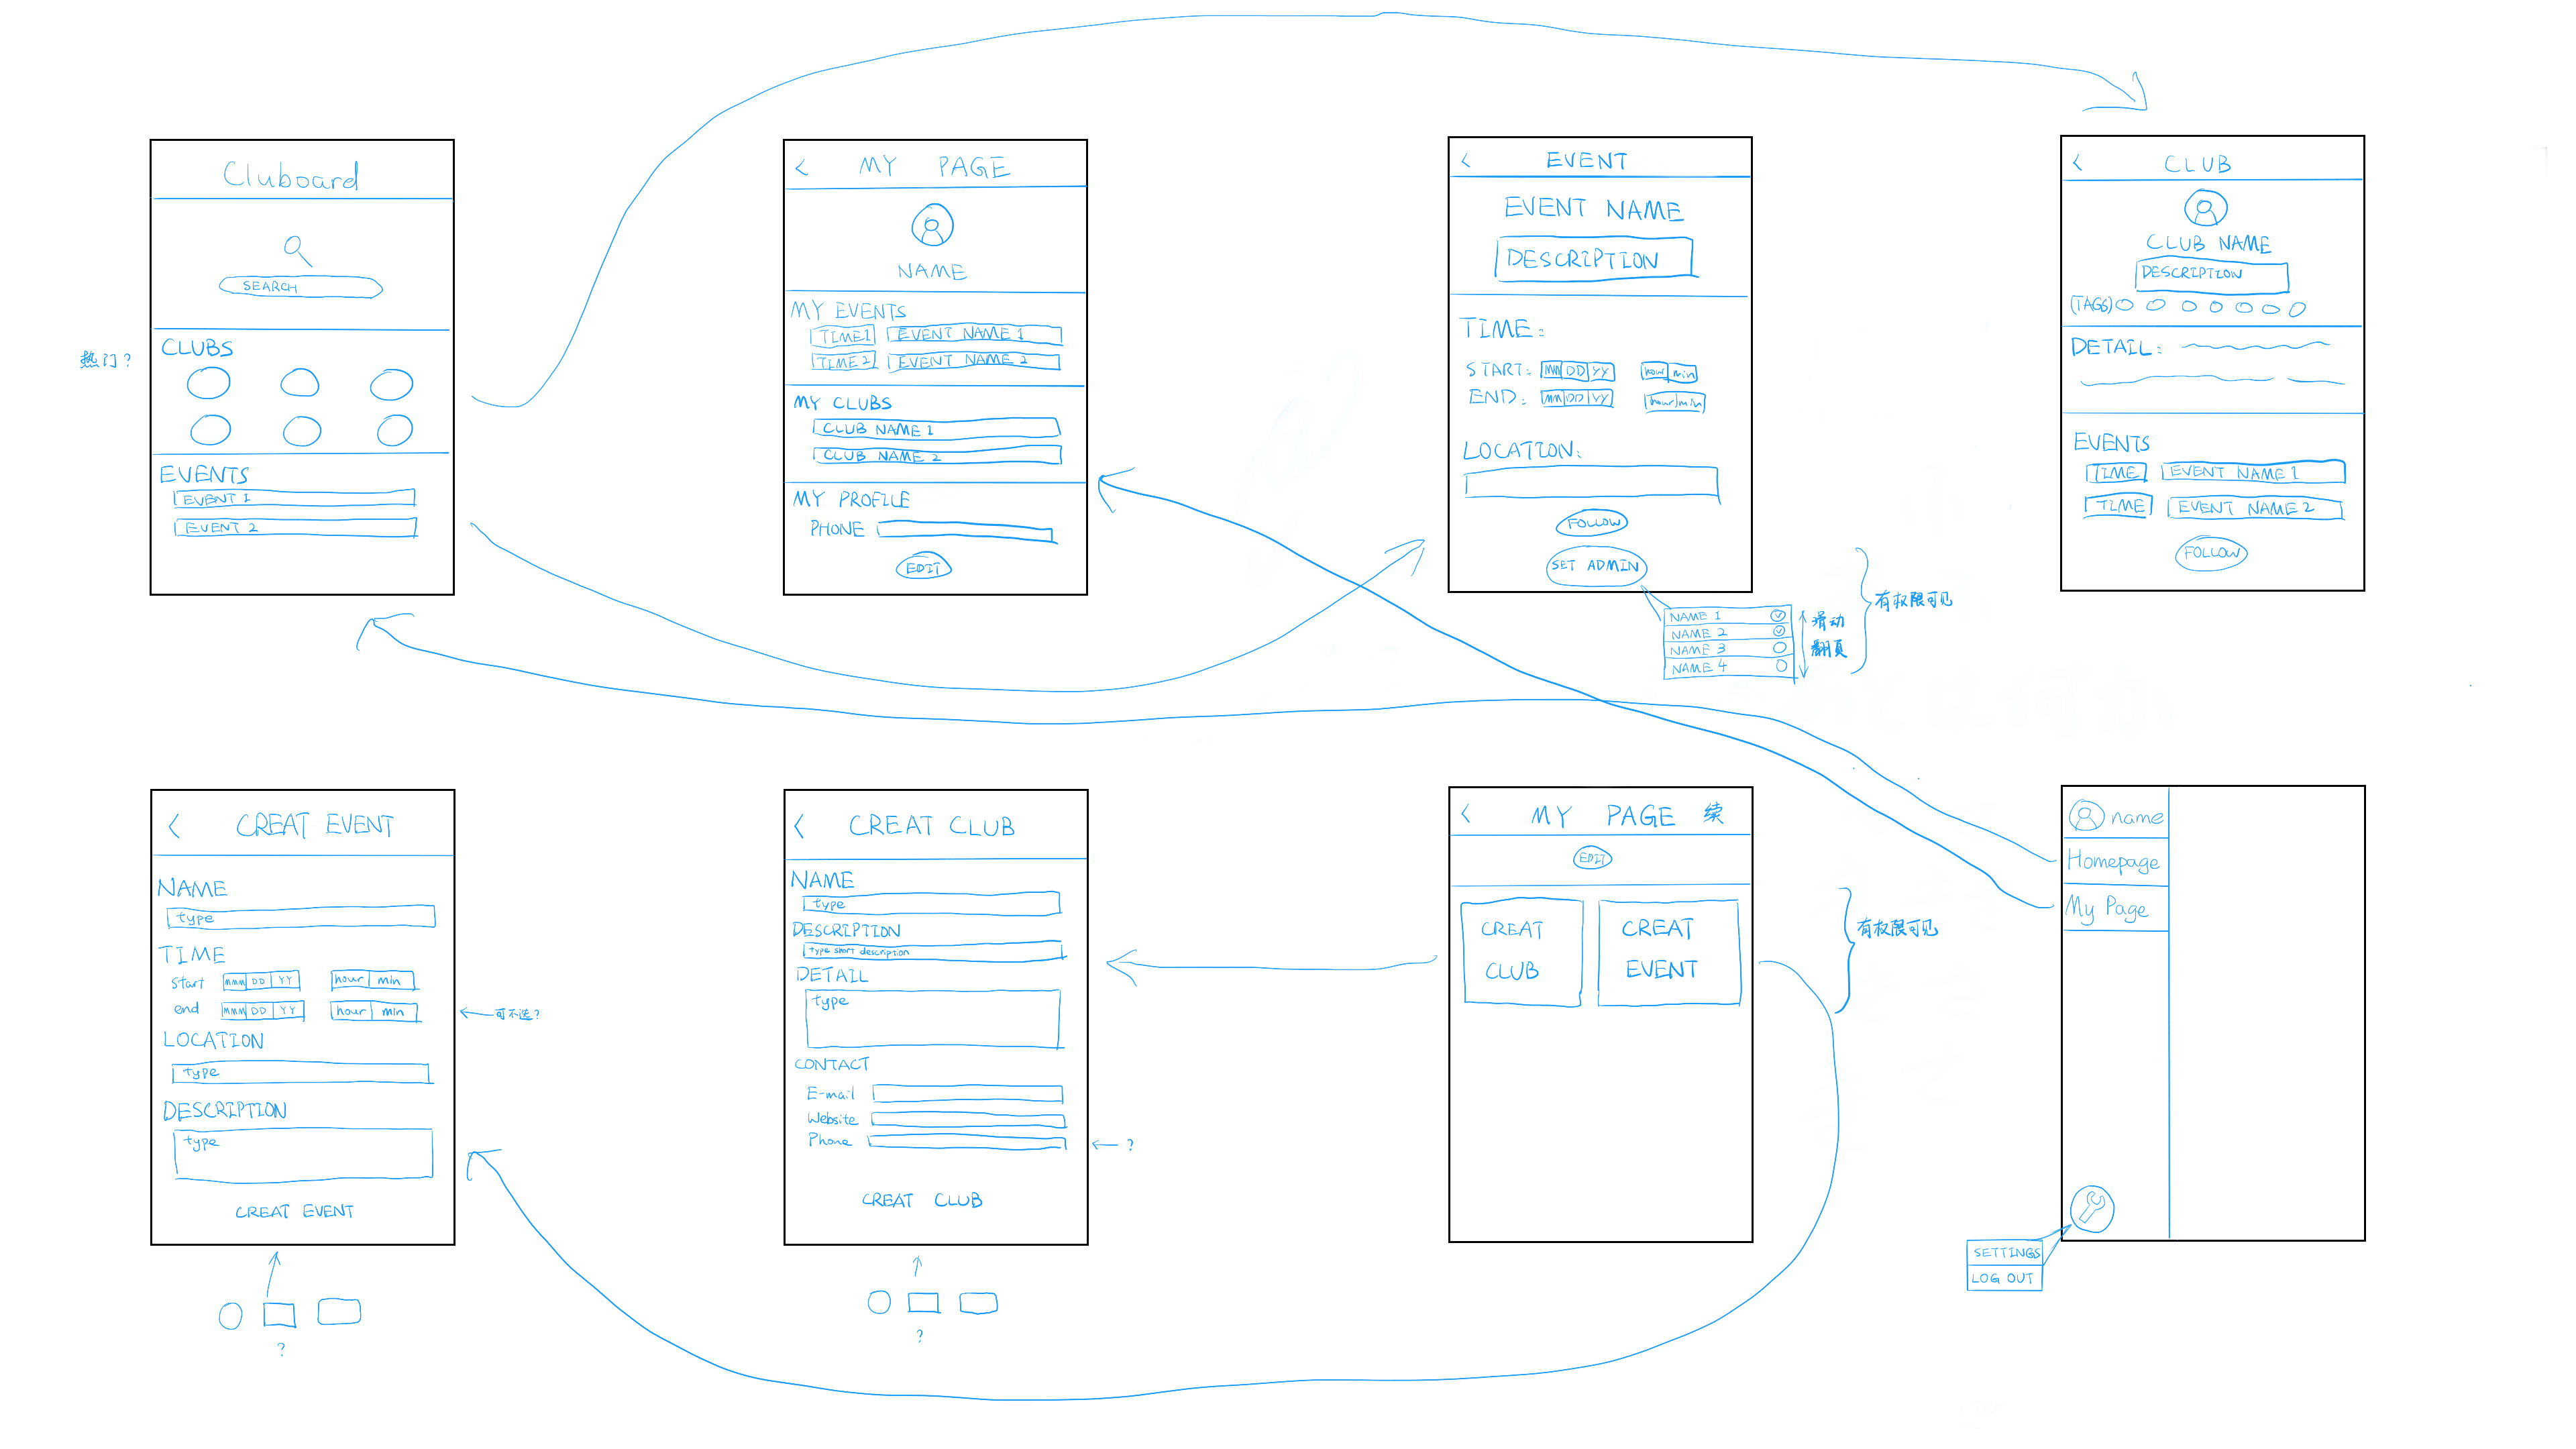 Cluboard
SEARCH
热门?
CLUBS
EVENTS
EVENT 1
EVENT 2
< MY PAGE
NAME
MY EVENTS
TIME1 EVENT NAME 1
TIME2 EVENT NAME 2
MY CLUBS
CLUB NAME 1
CLUB NAME 2
MY PROFILE
PHONE
EDIT
< EVENT
EVENT NAME
DESCRIPTION
TIME:
START: MM DD YY hour min
END: MM DD YY hour min
LOCATION:
FOLLOW
SET ADMIN
NAME 1
NAME 2
NAME 3
NAME 4
滑动
翻頁
有权限可见
< CLUB
CLUB NAME
DESCRIPTION
(TAGS)
DETAIL:
EVENTS
TIME EVENT NAME 1
TIME EVENT NAME 2
FOLLOW
< CREAT EVENT
NAME
type
TIME
start MMM DD YY hour min
end MMM DD YY hour min
可不选?
LOCATION
type
DESCRIPTION
type
CREAT EVENT
?
< CREAT CLUB
NAME
type
DESCRIPTION
type short description
DETAIL
type
CONTACT
E-mail
Website
Phone
?
CREAT CLUB
?
< MY PAGE 续
EDIT
CREAT CLUB
CREAT EVENT
有权限可见
name
Homepage
My Page
SETTINGS
LOG OUT